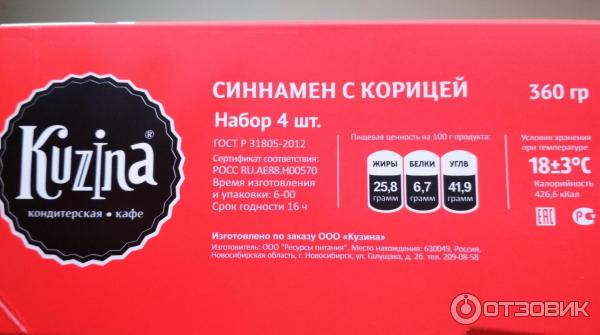 Kuzina®
кондитерская • кафе
СИННАМЕН С КОРИЦЕЙ
360 гр
Набор 4 шт.
ГОСТ Р 31805-2012
Сертификат соответствия:
РОСС RU.АЕ88.Н00570
Время изготовления
и упаковки: 6-00
Срок годности 16 ч
Пищевая ценность на 100 г продукта:
ЖИРЫ БЕЛКИ УГЛВ
25,8 6,7 41,9
грамм грамм грамм
Условия хранения
при температуре
18±3°С
Калорийность
426,6 кКал
EAC
Изготовлено по заказу ООО «Кузина»
Изготовитель: ООО "Ресурсы питания". Место нахождения: 630049, Россия,
Новосибирская область, г. Новосибирск, ул. Галущака, д. 2б. тел. 209-08-58
ОТЗОВИК